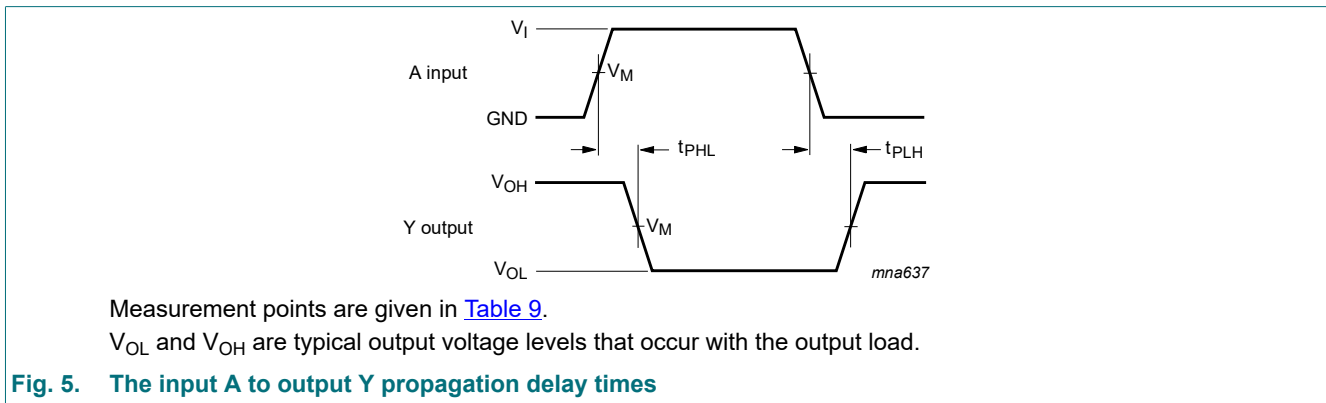 V_I
A input
V_M
GND
t_PHL
t_PLH
V_OH
Y output
V_M
V_OL
mna637
Measurement points are given in Table 9.
V_OL and V_OH are typical output voltage levels that occur with the output load.
Fig. 5. The input A to output Y propagation delay times